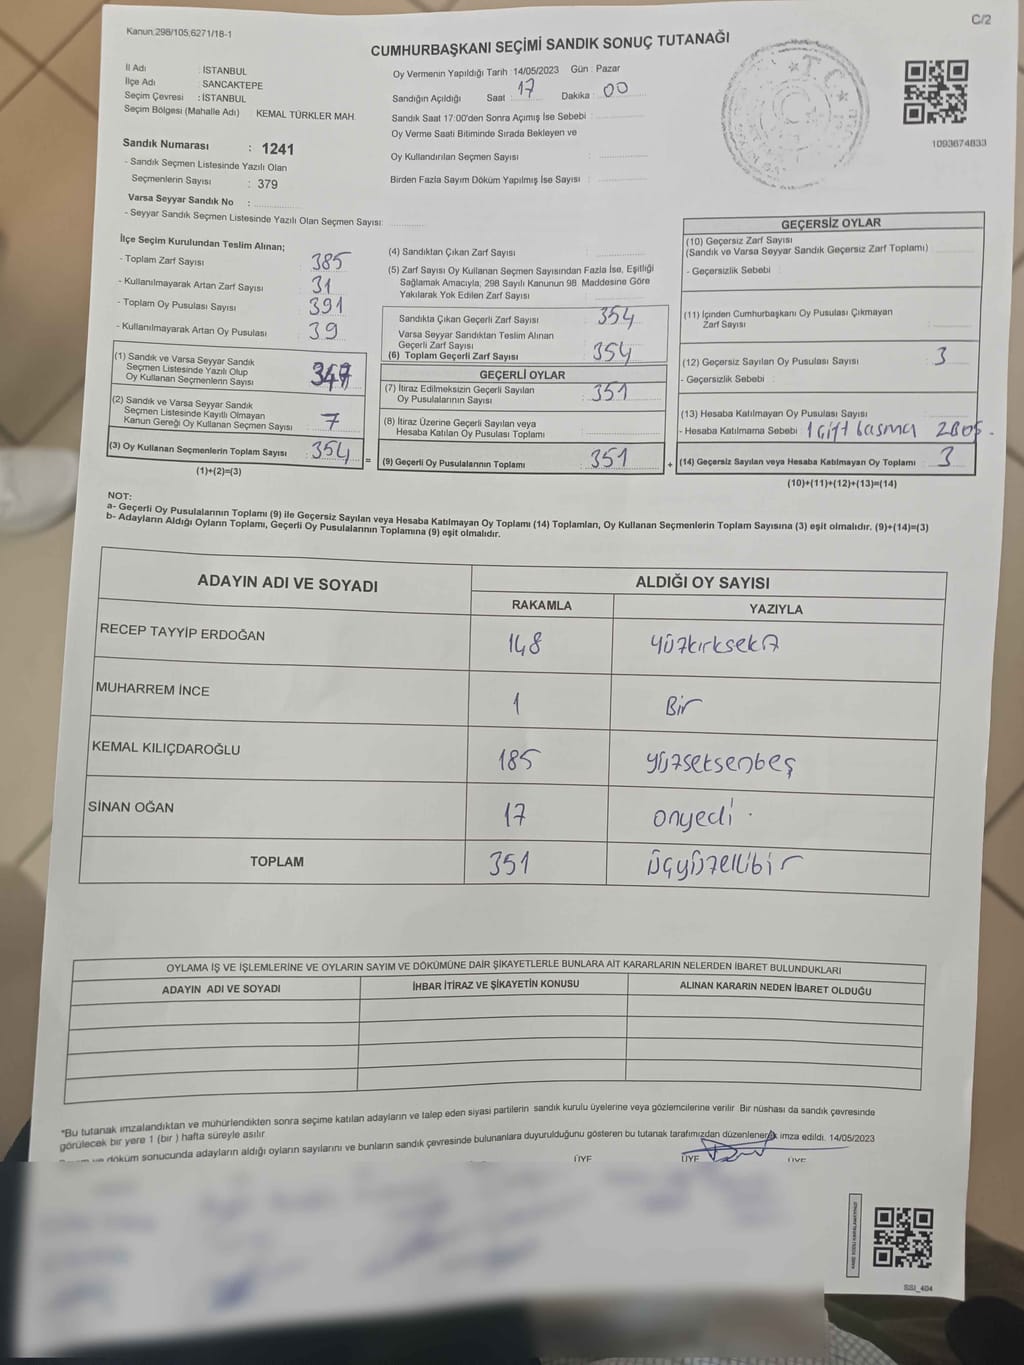 Kanun;298/105,6271/18-1
C/2
CUMHURBAŞKANI SEÇİMİ SANDIK SONUÇ TUTANAĞI
İl Adı : İSTANBUL
İlçe Adı : SANCAKTEPE
Seçim Çevresi : İSTANBUL
Seçim Bölgesi (Mahalle Adı) KEMAL TÜRKLER MAH.
Sandık Numarası : 1241
- Sandık Seçmen Listesinde Yazılı Olan
Seçmenlerin Sayısı : 379
Varsa Seyyar Sandık No :
- Seyyar Sandık Seçmen Listesinde Yazılı Olan Seçmen Sayısı:
Oy Vermenin Yapıldığı Tarih : 14/05/2023 Gün : Pazar
Sandığın Açıldığı Saat : 17 Dakika : 00
Sandık Saat 17:00'den Sonra Açımış İse Sebebi :
Oy Verme Saati Bitiminde Sırada Bekleyen ve
Oy Kullandırılan Seçmen Sayısı :
Birden Fazla Sayım Döküm Yapılmış İse Sayısı :
T.C.
1093674833
İlçe Seçim Kurulundan Teslim Alınan;
- Toplam Zarf Sayısı : 385
- Kullanılmayarak Artan Zarf Sayısı : 31
- Toplam Oy Pusulası Sayısı : 391
- Kullanılmayarak Artan Oy Pusulası : 39
(1) Sandık ve Varsa Seyyar Sandık
Seçmen Listesinde Yazılı Olup
Oy Kullanan Seçmenlerin Sayısı : 347
(2) Sandık ve Varsa Seyyar Sandık
Seçmen Listesinde Kayıtlı Olmayan
Kanun Gereği Oy Kullanan Seçmen Sayısı : 7
(3) Oy Kullanan Seçmenlerin Toplam Sayısı : 354
(1)+(2)=(3)
(4) Sandıktan Çıkan Zarf Sayısı :
(5) Zarf Sayısı Oy Kullanan Seçmen Sayısından Fazla İse, Eşitliği
Sağlamak Amacıyla, 298 Sayılı Kanunun 98. Maddesine Göre
Yakılarak Yok Edilen Zarf Sayısı :
Sandıkta Çıkan Geçerli Zarf Sayısı : 354
Varsa Seyyar Sandıktan Teslim Alınan
Geçerli Zarf Sayısı :
(6) Toplam Geçerli Zarf Sayısı : 354
GEÇERLİ OYLAR
(7) İtiraz Edilmeksizin Geçerli Sayılan
Oy Pusulalarının Sayısı : 351
(8) İtiraz Üzerine Geçerli Sayılan veya
Hesaba Katılan Oy Pusulası Toplamı :
= (9) Geçerli Oy Pusulalarının Toplamı : 351 +
GEÇERSİZ OYLAR
(10) Geçersiz Zarf Sayısı
(Sandık ve Varsa Seyyar Sandık Geçersiz Zarf Toplamı) :
- Geçersizlik Sebebi :
(11) İçinden Cumhurbaşkanı Oy Pusulası Çıkmayan
Zarf Sayısı :
(12) Geçersiz Sayılan Oy Pusulası Sayısı : 3
- Geçersizlik Sebebi :
(13) Hesaba Katılmayan Oy Pusulası Sayısı :
- Hesaba Katılmama Sebebi : 1 Çift basma 2 Boş.
(14) Geçersiz Sayılan veya Hesaba Katılmayan Oy Toplamı : 3
(10)+(11)+(12)+(13)=(14)
NOT:
a- Geçerli Oy Pusulalarının Toplamı (9) ile Geçersiz Sayılan veya Hesaba Katılmayan Oy Toplamı (14) Toplamları, Oy Kullanan Seçmenlerin Toplam Sayısına (3) eşit olmalıdır. (9)+(14)=(3)
b- Adayların Aldığı Oyların Toplamı, Geçerli Oy Pusulalarının Toplamına (9) eşit olmalıdır.
ADAYIN ADI VE SOYADI
ALDIĞI OY SAYISI
RAKAMLA YAZIYLA
RECEP TAYYİP ERDOĞAN 148 yüzkırksekiz
MUHARREM İNCE 1 Bir
KEMAL KILIÇDAROĞLU 185 yüzseksenbeş
SİNAN OĞAN 17 onyedi.
TOPLAM 351 üçyüzellibir
OYLAMA İŞ VE İŞLEMLERİNE VE OYLARIN SAYIM VE DÖKÜMÜNE DAİR ŞİKAYETLERLE BUNLARA AİT KARARLARIN NELERDEN İBARET BULUNDUKLARI
ADAYIN ADI VE SOYADI İHBAR İTİRAZ VE ŞİKAYETİN KONUSU ALINAN KARARIN NEDEN İBARET OLDUĞU
*Bu tutanak imzalandıktan ve mühürlendikten sonra seçime katılan adayların ve talep eden siyasi partilerin sandık kurulu üyelerine veya gözlemcilerine verilir. Bir nüshası da sandık çevresinde
görülecek bir yere 1 (bir ) hafta süreyle asılır.
döküm sonucunda adayların aldığı oyların sayılarını ve bunların sandık çevresinde bulunanlara duyurulduğunu gösteren bu tutanak tarafımızdan düzenlenerek imza edildi. 14/05/2023
ÜYE ÜYE ÜYE
SSI_404